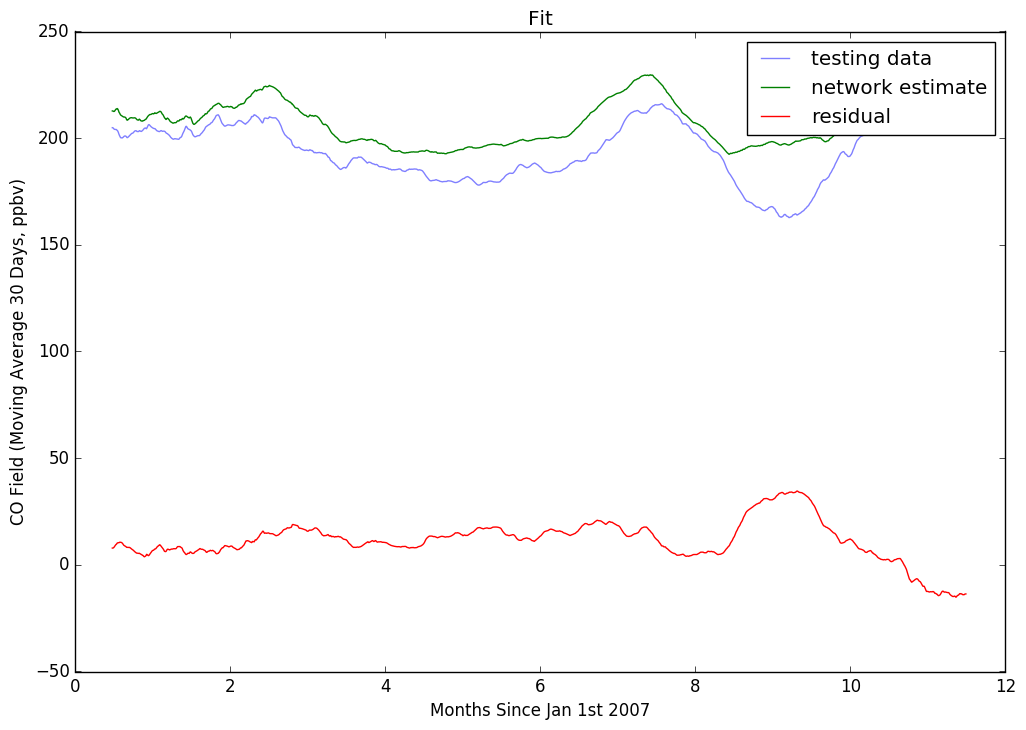 Fit
250
200
150
100
50
0
−50
CO Field (Moving Average 30 Days, ppbv)
testing data
network estimate
residual
0 2 4 6 8 10 12
Months Since Jan 1st 2007